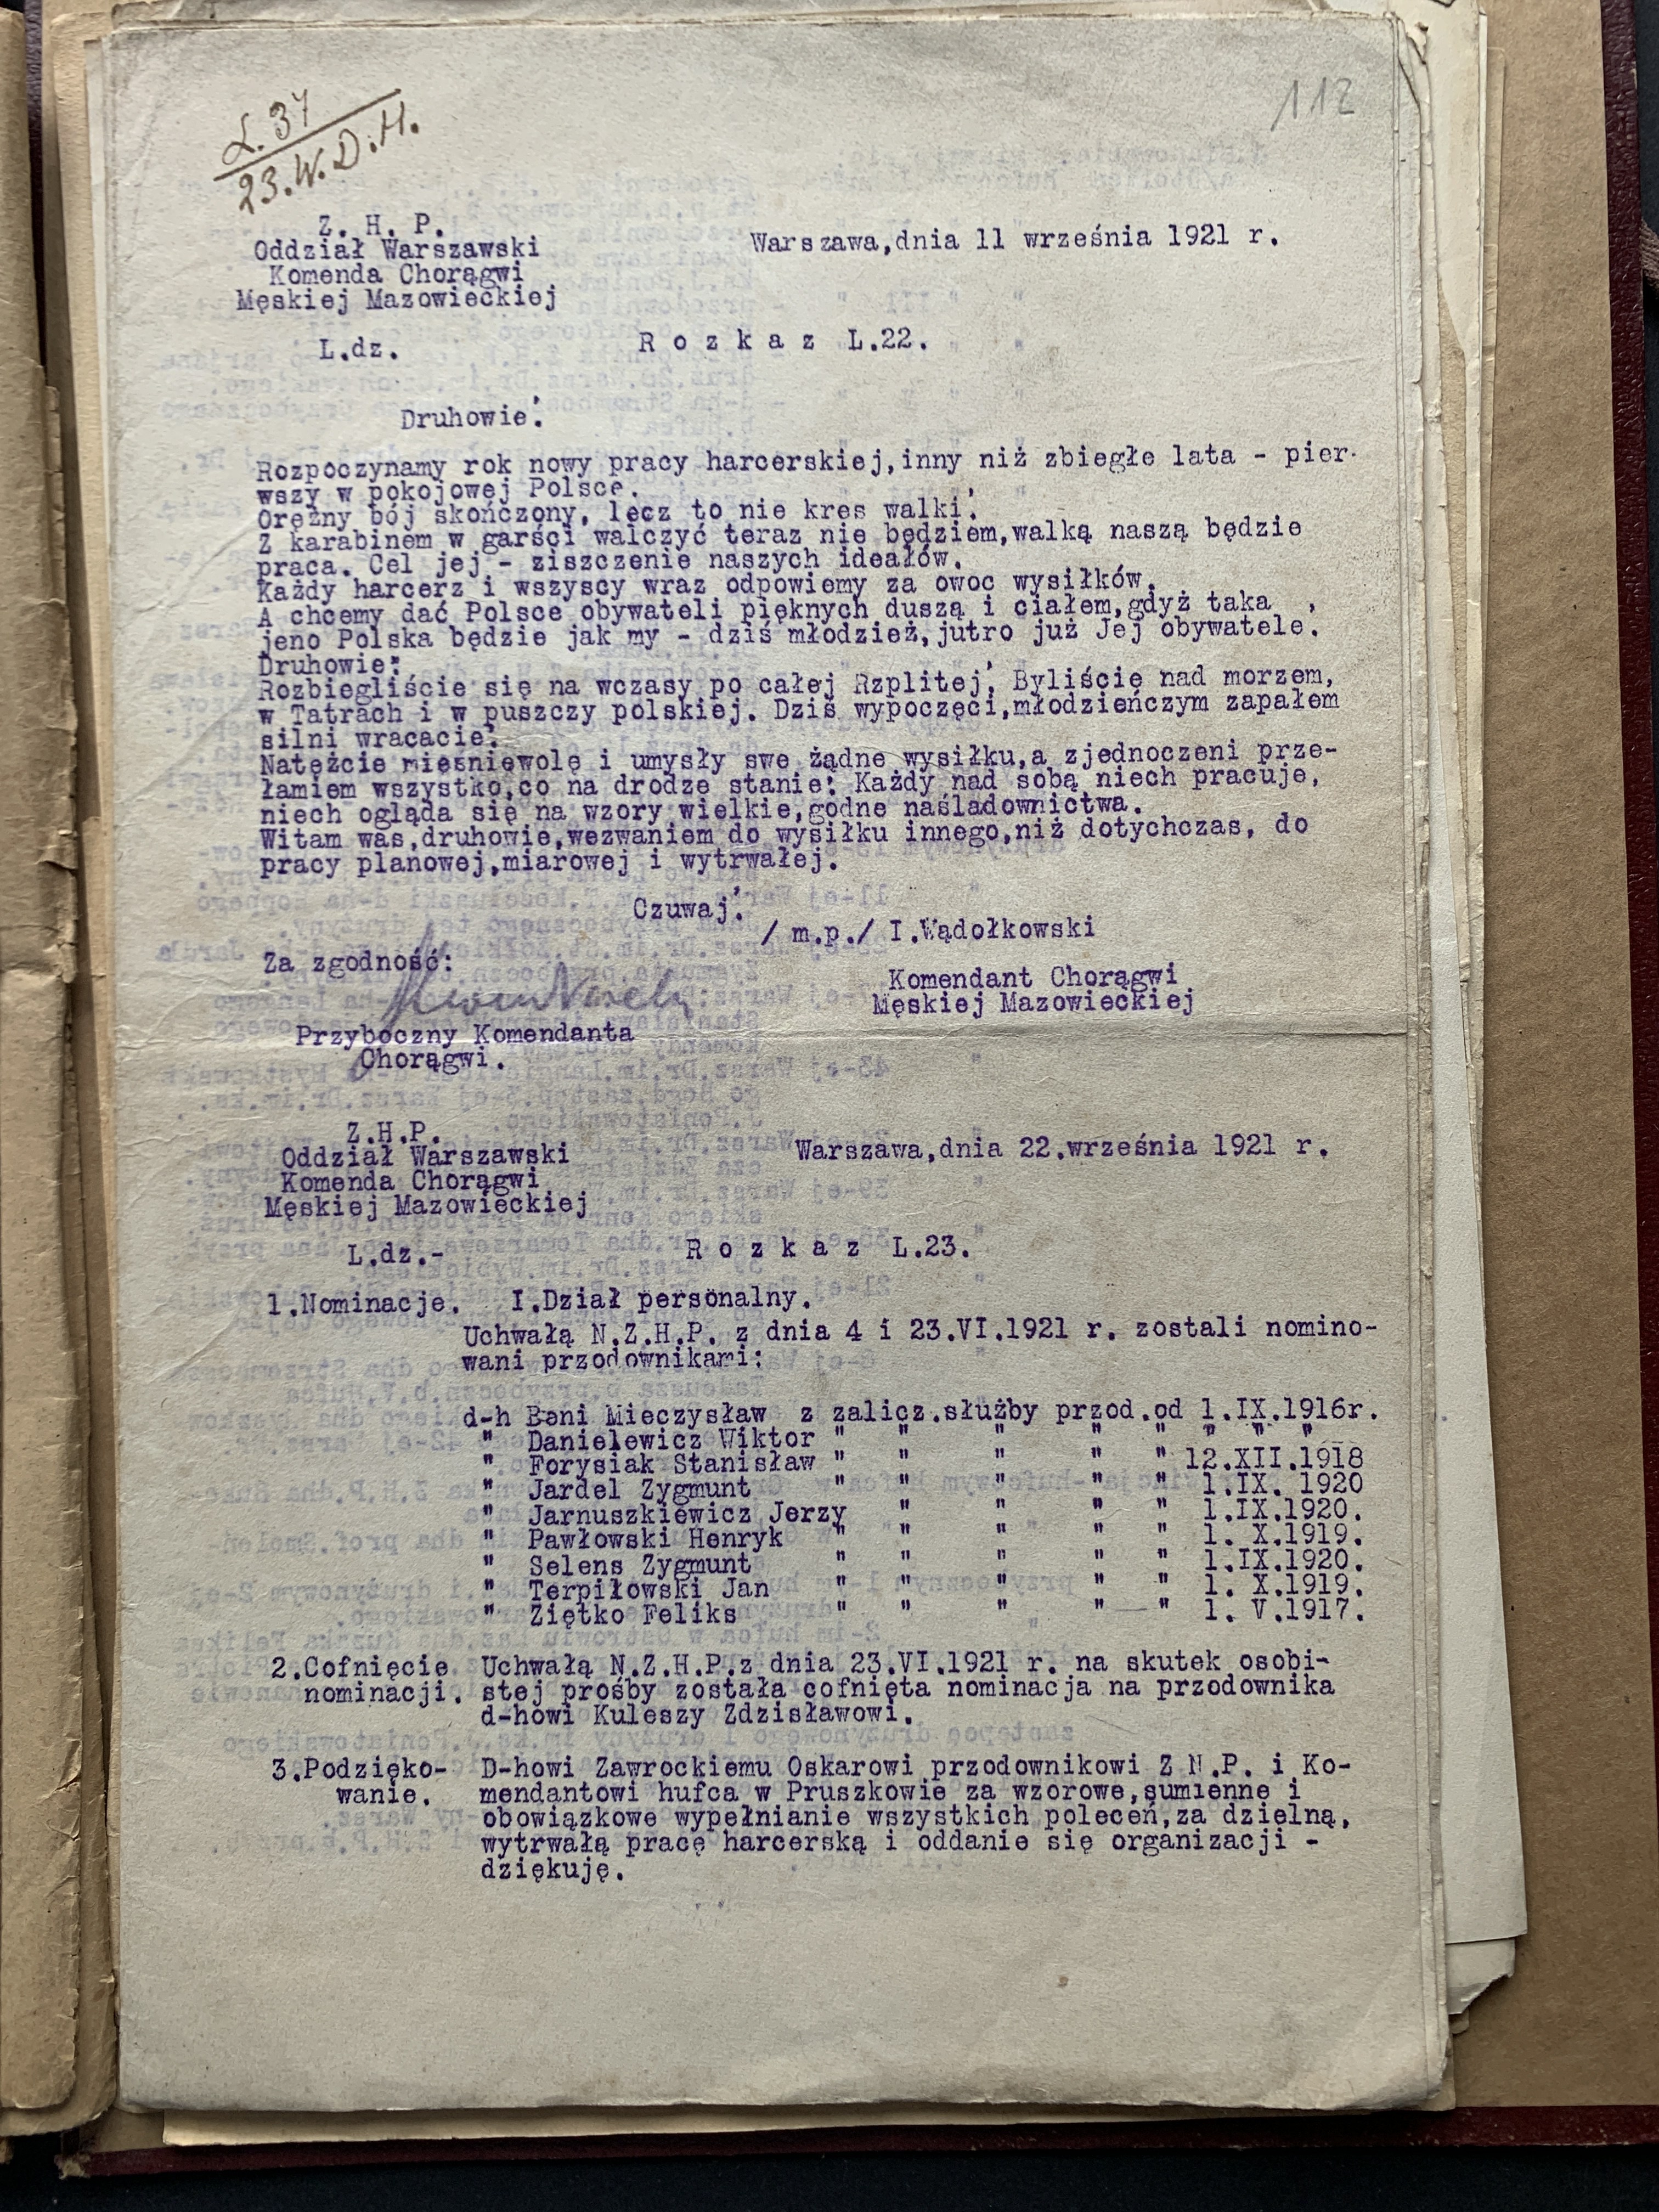 L. 37
23. W. D. H.
112
Z. H. P.
Oddział Warszawski
Komenda Chorągwi
Męskiej Mazowieckiej
Warszawa,dnia 11 września 1921 r.
L.dz.
R o z k a z  L.22.
Druhowie!
Rozpoczynamy rok nowy pracy harcerskiej,inny niż zbiegłe lata - pier-
wszy w pokojowej Polsce.
Orężny bój skończony, lecz to nie kres walki!
Z karabinem w garści walczyć teraz nie będziem,walką naszą będzie
praca. Cel jej - ziszczenie naszych ideałów.
Każdy harcerz i wszyscy wraz odpowiemy za owoc wysiłków.
A chcemy dać Polsce obywateli pięknych duszą i ciałem,gdyż taka ,
jeno Polska będzie jak my - dziś młodzież,jutro już Jej obywatele.
Druhowie!
Rozbiegliście się na wczasy po całej Rzplitej! Byliście nad morzem,
w Tatrach i w puszczy polskiej. Dziś wypoczęci,młodzieńczym zapałem
silni wracacie!
Natężcie mięśnie,wolę i umysły swe żądne wysiłku,a zjednoczeni prze-
łamiem wszystko,co na drodze stanie! Każdy nad sobą niech pracuje,
niech ogląda się na wzory wielkie,godne naśladownictwa.
Witam was,druhowie,wezwaniem do wysiłku innego,niż dotychczas, do
pracy planowej,miarowej i wytrwałej.
Czuwaj!
/ m.p./ I.Wądołkowski
Za zgodność:
Komendant Chorągwi
Męskiej Mazowieckiej
Przyboczny Komendanta
Chorągwi.
Z.H.P.
Oddział Warszawski
Komenda Chorągwi
Męskiej Mazowieckiej
Warszawa,dnia 22.września 1921 r.
L.dz.-
R o z k a z  L.23.
1.Nominacje. I.Dział personalny.
Uchwałą N.Z.H.P. z dnia 4 i 23.VI.1921 r. zostali nomino-
wani przodownikami:
d-h Bani Mieczysław z zalicz.służby przod.od 1.IX.1916r.
" Danielewicz Wiktor " " " " " " " "
" Forysiak Stanisław " " " " " 12.XII.1918
" Jardel Zygmunt " " " " " 1.IX. 1920
" Jarnuszkiewicz Jerzy " " " " 1.IX.1920.
" Pawłowski Henryk " " " " " 1. X.1919.
" Selens Zygmunt " " " " " 1.IX.1920.
" Terpiłowski Jan " " " " " 1. X.1919.
" Ziętko Feliks " " " " " 1. V.1917.
2.Cofnięcie Uchwałą N.Z.H.P.z dnia 23.VI.1921 r. na skutek osobi-
nominacji. stej prośby została cofnięta nominacja na przodownika
d-howi Kuleszy Zdzisławowi.
3.Podzięko- D-howi Zawrockiemu Oskarowi przodownikowi Z N.P. i Ko-
wanie. mendantowi hufca w Pruszkowie za wzorowe,sumienne i
obowiązkowe wypełnianie wszystkich poleceń,za dzielną,
wytrwałą pracę harcerską i oddanie się organizacji -
dziękuję.